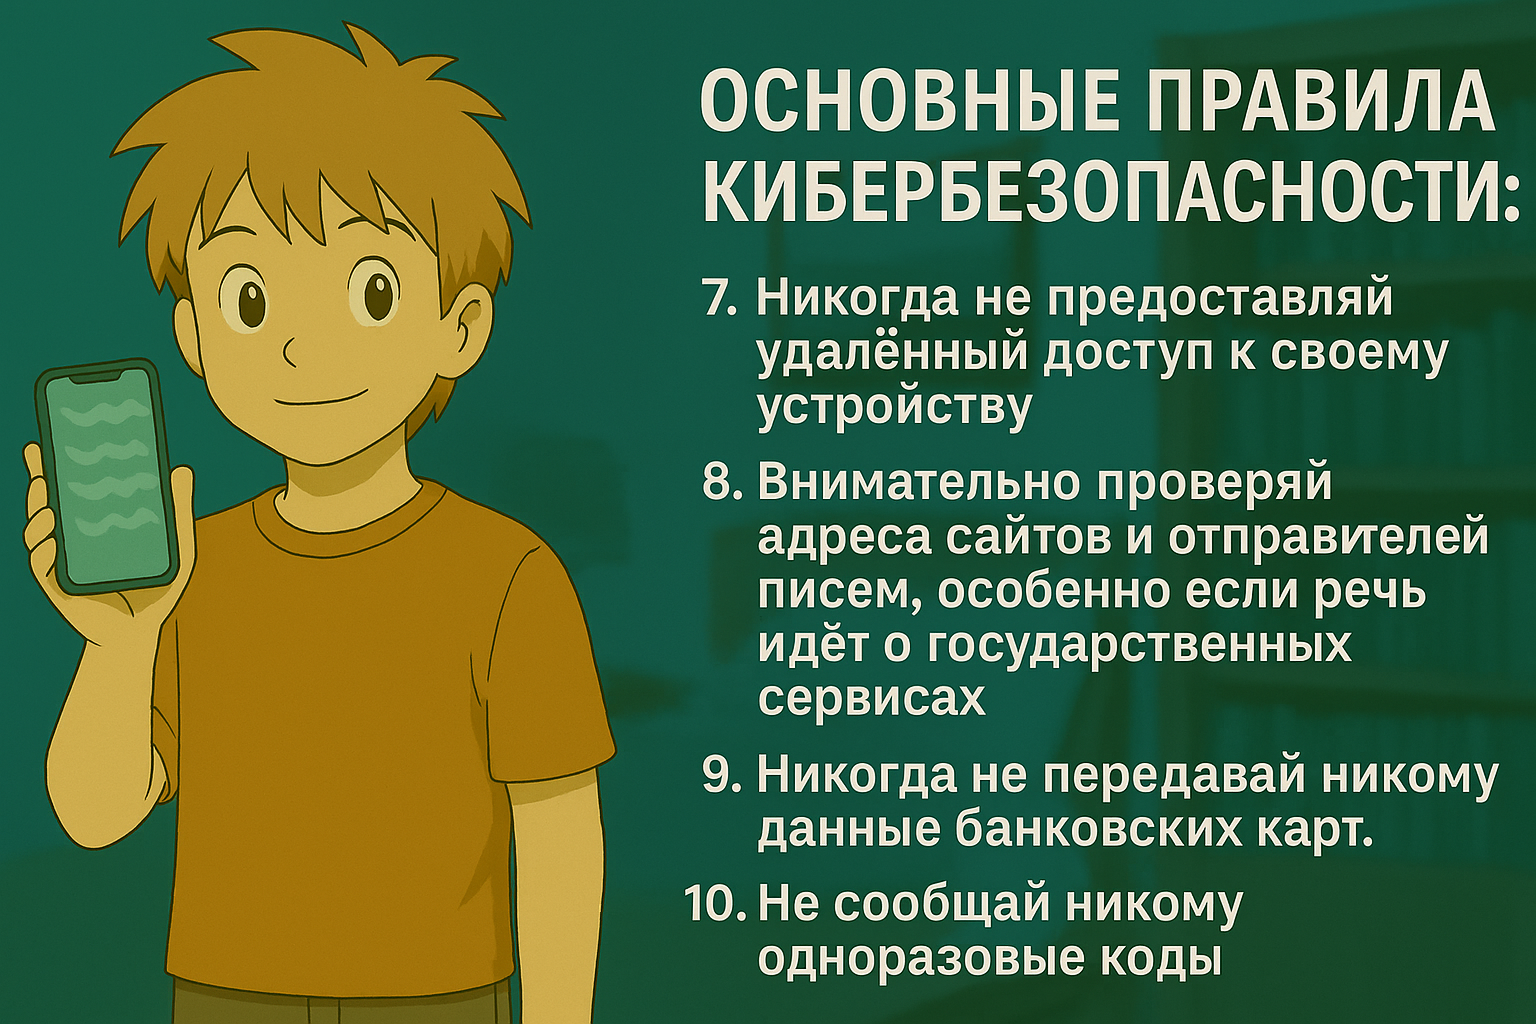 ОСНОВНЫЕ ПРАВИЛА
КИБЕРБЕЗОПАСНОСТИ:
7. Никогда не предоставляй
удалённый доступ к своему
устройству
8. Внимательно проверяй
адреса сайтов и отправителей
писем, особенно если речь
идёт о государственных
сервисах
9. Никогда не передавай никому
данные банковских карт.
10. Не сообщай никому
одноразовые коды